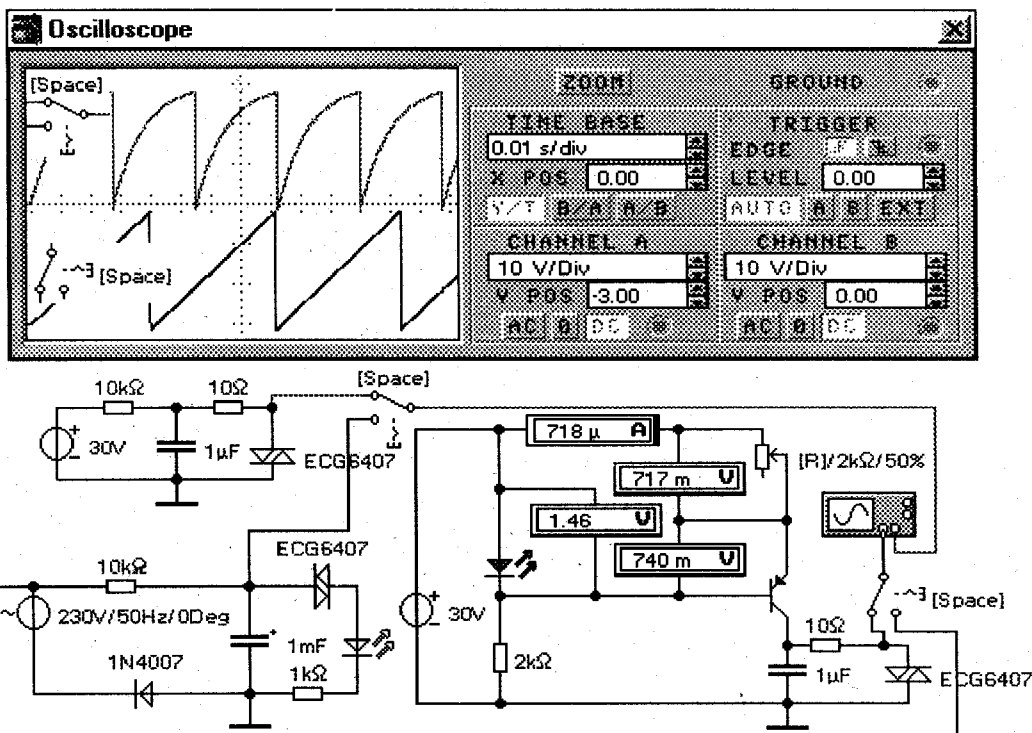 Oscilloscope
[Space]
[Space]
ZOOM
GROUND
TIME BASE
0.01 s/div
X POS 0.00
Y/T B/A A/B
TRIGGER
EDGE
LEVEL 0.00
AUTO A B EXT
CHANNEL A
10 V/Div
Y POS -3.00
AC 0 DC
CHANNEL B
10 V/Div
Y POS 0.00
AC 0 DC
10kΩ
10Ω
[Space]
30V
1µF
ECG6407
718 µ A
717 m V
[R]/2kΩ/50%
1.46 V
740 m V
10kΩ
ECG6407
~
230V/50Hz/0Deg
1mF
1N4007
1kΩ
30V
2kΩ
[Space]
10Ω
1µF
ECG6407